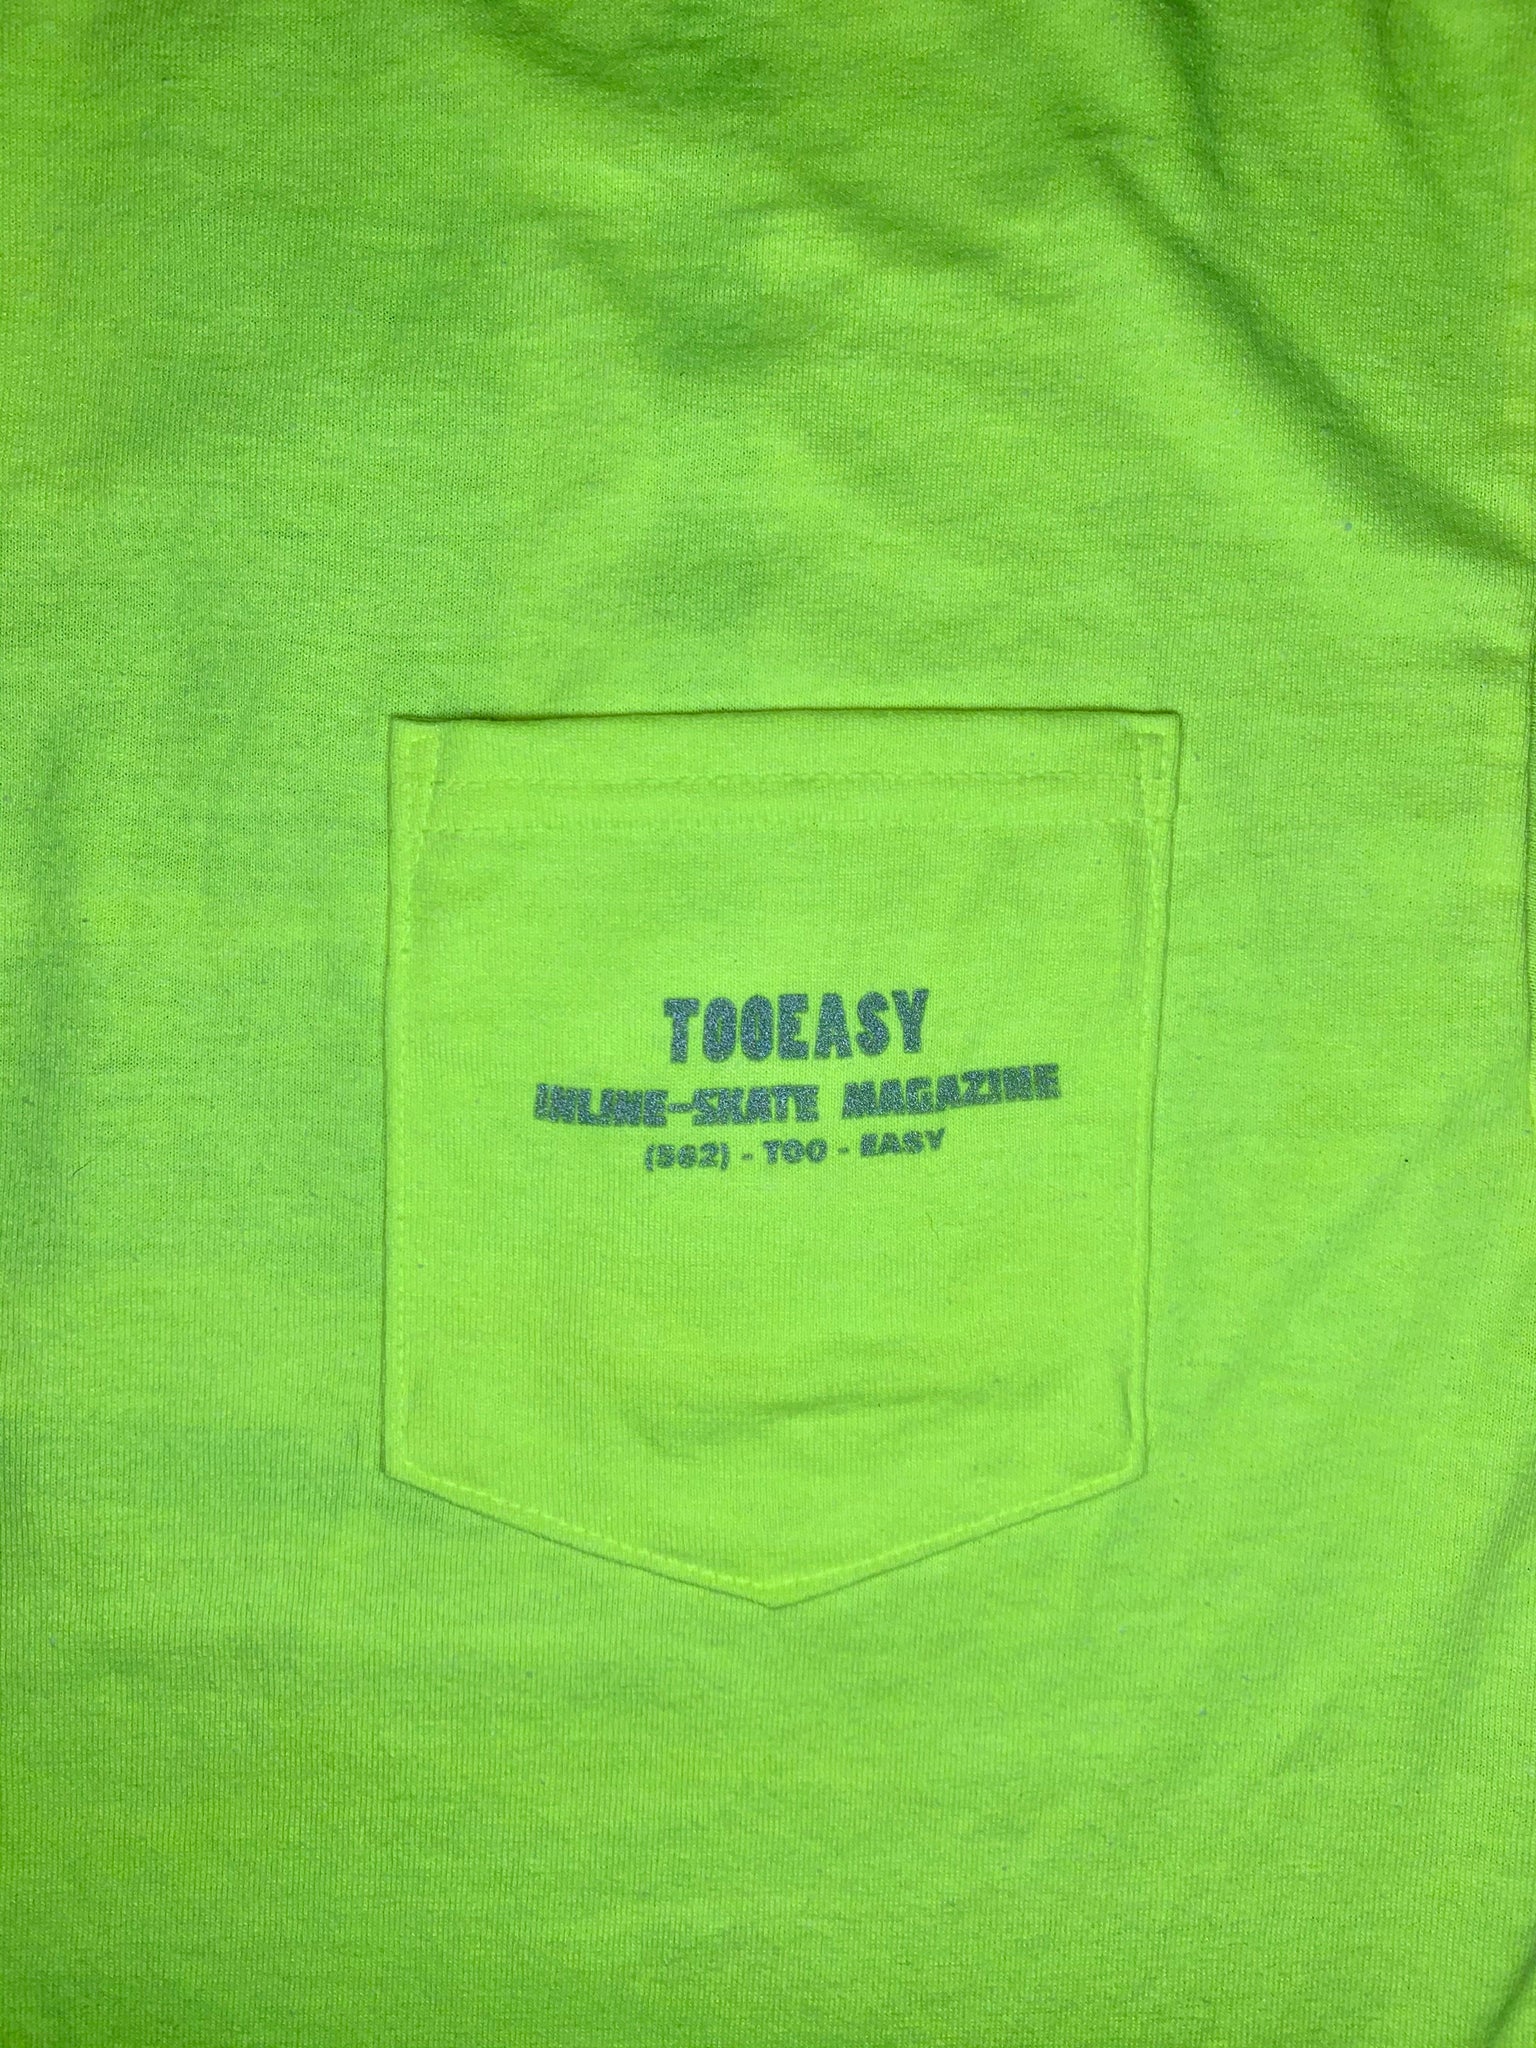 TOOEASY
INLINE-SKATE MAGAZINE
(562) - TOO - EASY